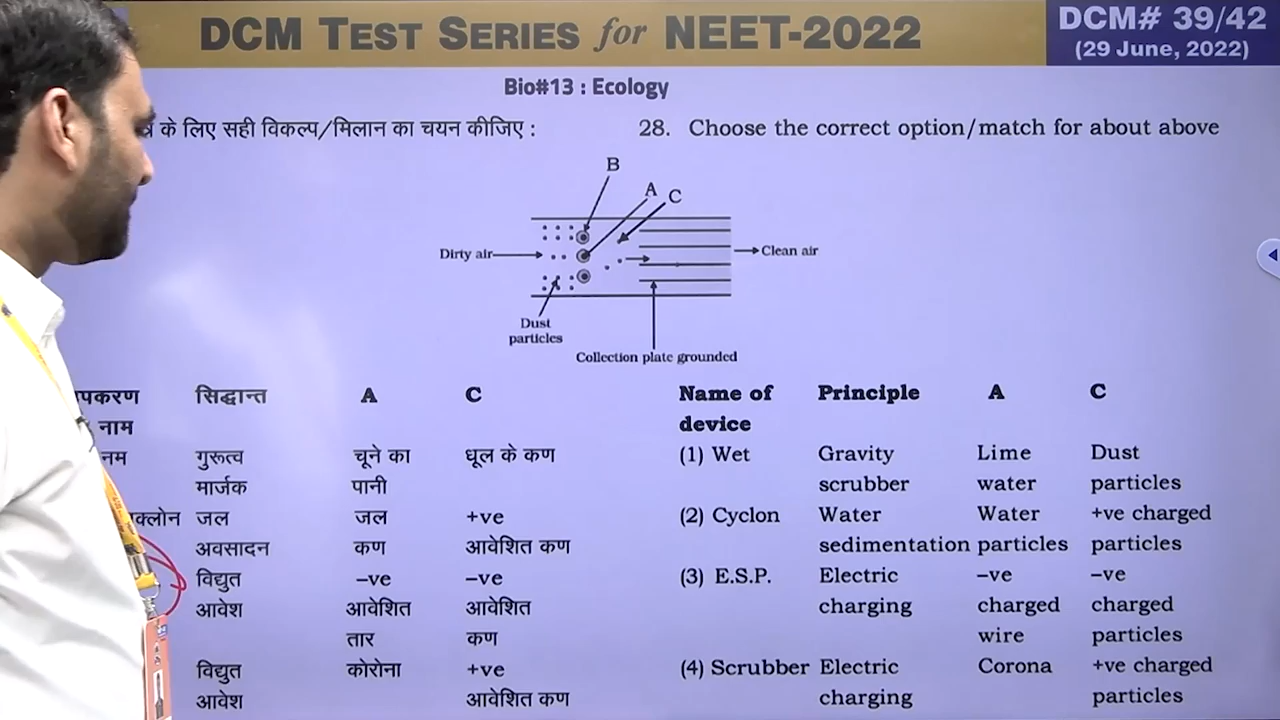 DCM TEST SERIES for NEET-2022
DCM# 39/42
(29 June, 2022)
Bio#13 : Ecology
के लिए सही विकल्प/मिलान का चयन कीजिए :
28. Choose the correct option/match for about above
B
A
C
Dirty air
Clean air
Dust
particles
Collection plate grounded
सिद्धान्त A C
नाम
गुरूत्व चूने का धूल के कण
मार्जक पानी
जल जल +ve
अवसादन कण आवेशित कण
विद्युत –ve –ve
आवेश आवेशित आवेशित
तार कण
विद्युत कोरोना +ve
आवेश आवेशित कण
Name of Principle A C
device
(1) Wet Gravity Lime Dust
scrubber water particles
(2) Cyclon Water Water +ve charged
sedimentation particles particles
(3) E.S.P. Electric –ve –ve
charging charged charged
wire particles
(4) Scrubber Electric Corona +ve charged
charging particles